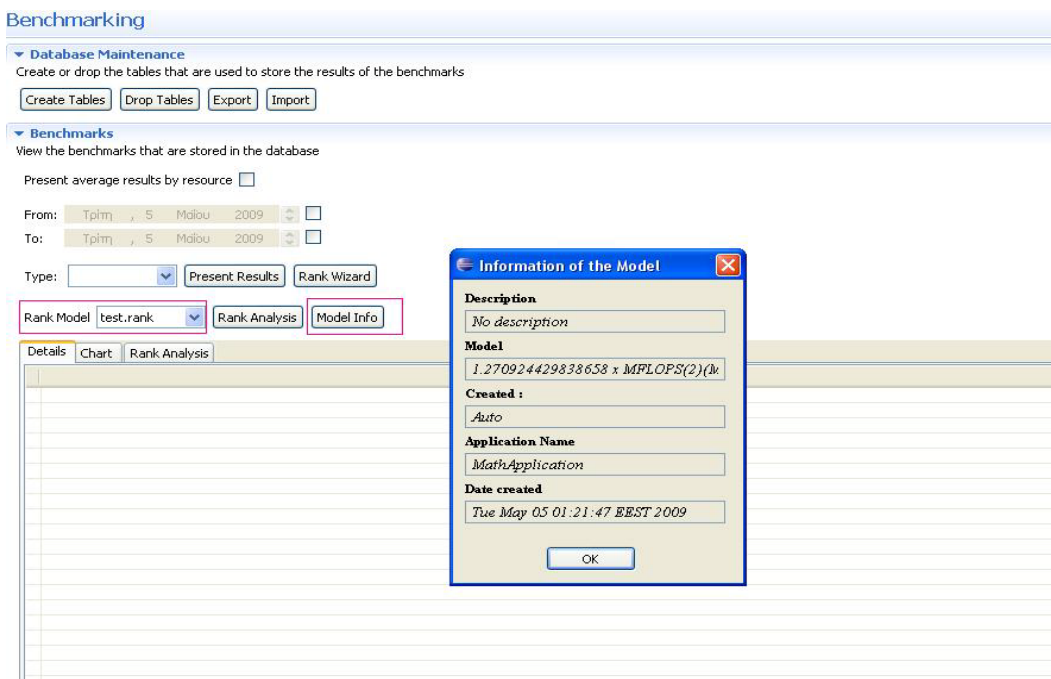 Benchmarking
Database Maintenance
Create or drop the tables that are used to store the results of the benchmarks
Create Tables Drop Tables Export Import
Benchmarks
View the benchmarks that are stored in the database
Present average results by resource
From: Τρίτη , 5 Μαΐου 2009
To: Τρίτη , 5 Μαΐου 2009
Type: Present Results Rank Wizard
Rank Model test.rank Rank Analysis Model Info
Details Chart Rank Analysis
Information of the Model
Description
No description
Model
1.270924429838658 x MFLOPS(2)(M
Created :
Auto
Application Name
MathApplication
Date created
Tue May 05 01:21:47 EEST 2009
OK